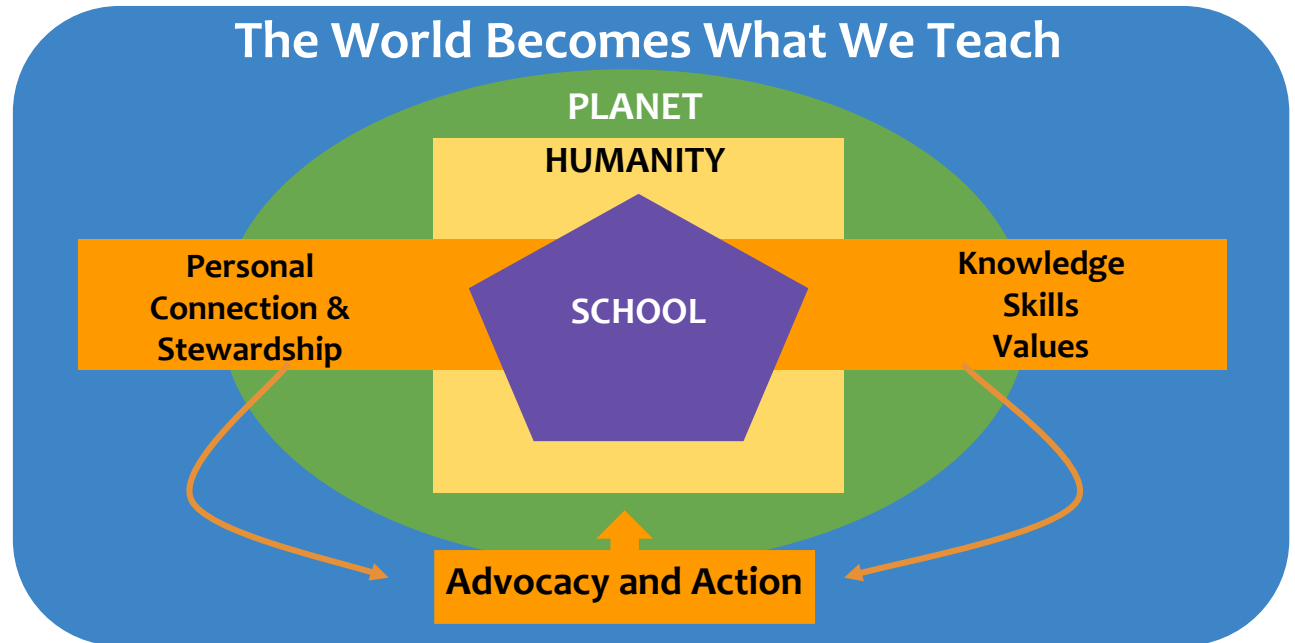 The World Becomes What We Teach
PLANET
HUMANITY
Personal
Connection &
Stewardship
SCHOOL
Knowledge
Skills
Values
Advocacy and Action